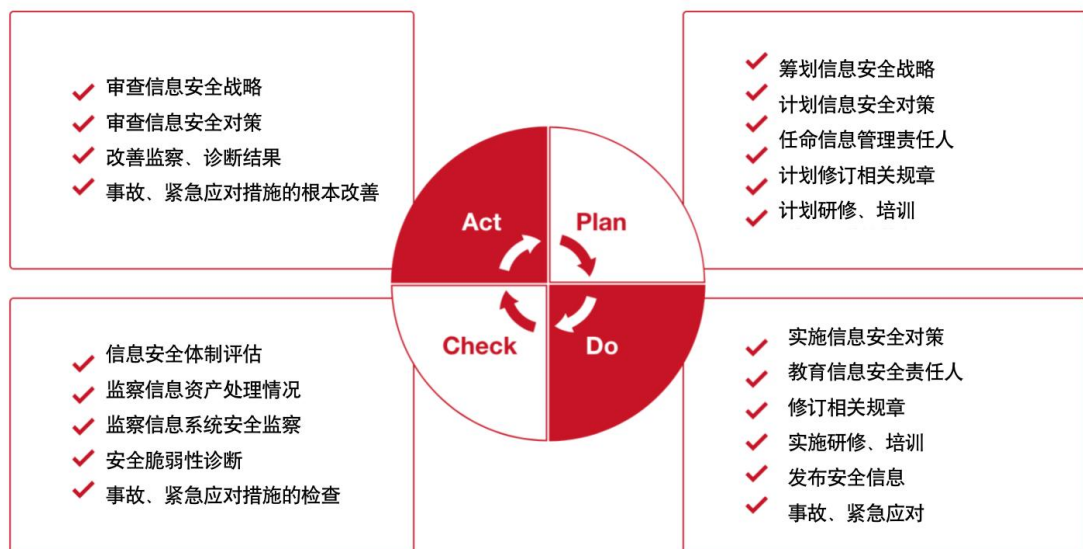 审查信息安全战略
审查信息安全对策
改善监察、诊断结果
事故、紧急应对措施的根本改善
筹划信息安全战略
计划信息安全对策
任命信息管理责任人
计划修订相关规章
计划研修、培训
Act
Plan
Check
Do
信息安全体制评估
监察信息资产处理情况
监察信息系统安全监察
安全脆弱性诊断
事故、紧急应对措施的检查
实施信息安全对策
教育信息安全责任人
修订相关规章
实施研修、培训
发布安全信息
事故、紧急应对